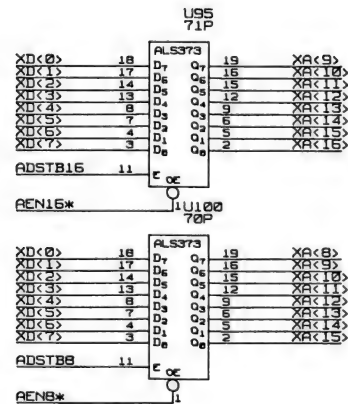 U95
71P
ALS373
XD<0> 18 D7 Q7 19 XA<9>
XD<1> 17 D6 Q6 16 XA<10>
XD<2> 14 D5 Q5 15 XA<11>
XD<3> 13 D4 Q4 12 XA<12>
XD<4> 8 D3 Q3 9 XA<13>
XD<5> 7 D2 Q2 6 XA<14>
XD<6> 4 D1 Q1 5 XA<15>
XD<7> 3 D0 Q0 2 XA<16>
ADSTB16 11 E OE
AEN16* 1
U100
70P
ALS373
XD<0> 18 D7 Q7 19 XA<8>
XD<1> 17 D6 Q6 16 XA<9>
XD<2> 14 D5 Q5 15 XA<10>
XD<3> 13 D4 Q4 12 XA<11>
XD<4> 8 D3 Q3 9 XA<12>
XD<5> 7 D2 Q2 6 XA<13>
XD<6> 4 D1 Q1 5 XA<14>
XD<7> 3 D0 Q0 2 XA<15>
ADSTB8 11 E OE
AEN8* 1